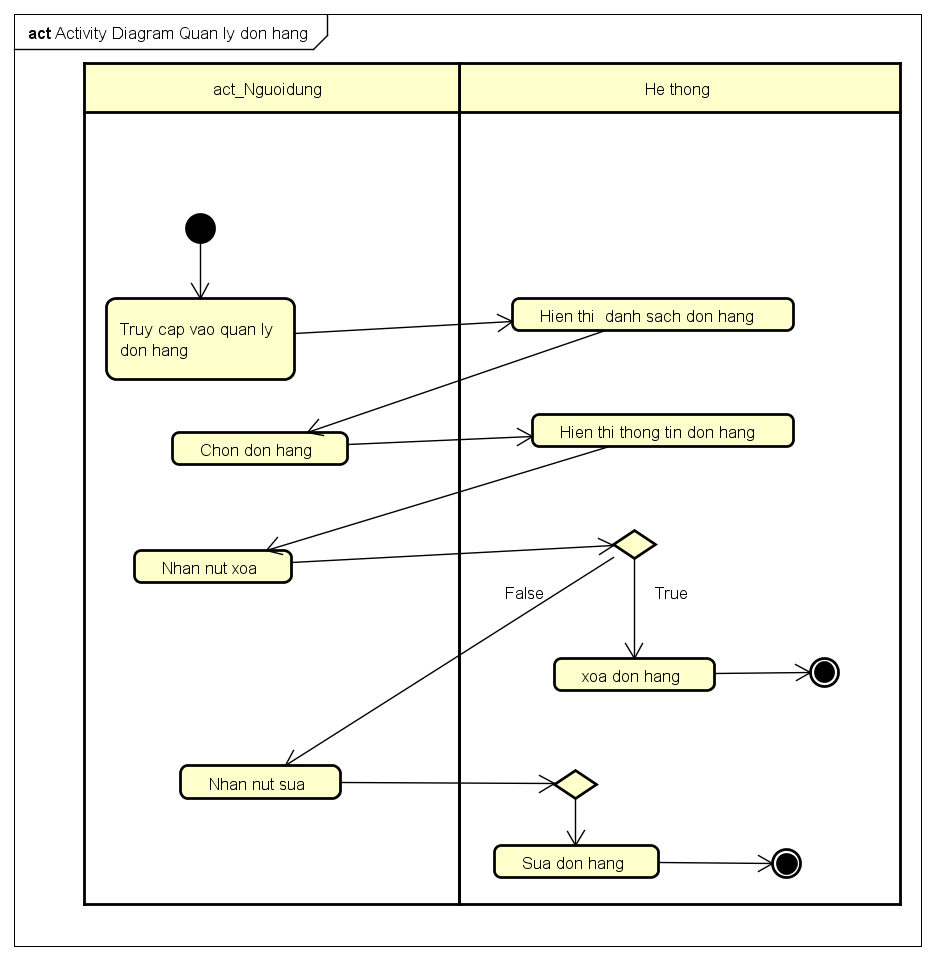 act Activity Diagram Quan ly don hang
act_Nguoidung
He thong
Truy cap vao quan ly
don hang
Hien thi danh sach don hang
Chon don hang
Hien thi thong tin don hang
Nhan nut xoa
False
True
xoa don hang
Nhan nut sua
Sua don hang